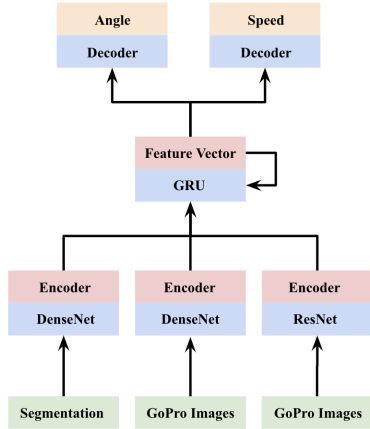 Angle
Decoder
Speed
Decoder
Feature Vector
GRU
Encoder
DenseNet
Encoder
DenseNet
Encoder
ResNet
Segmentation
GoPro Images
GoPro Images